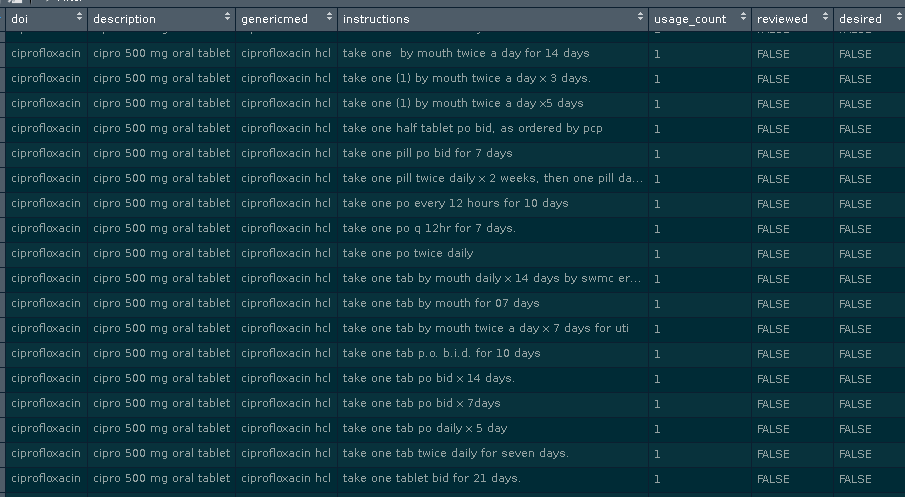 doi description genericmed instructions usage_count reviewed desired
ciprofloxacin cipro 500 mg oral tablet ciprofloxacin hcl take one  by mouth twice a day for 14 days 1 FALSE FALSE
ciprofloxacin cipro 500 mg oral tablet ciprofloxacin hcl take one (1) by mouth twice a day x 3 days. 1 FALSE FALSE
ciprofloxacin cipro 500 mg oral tablet ciprofloxacin hcl take one (1) by mouth twice a day x5 days 1 FALSE FALSE
ciprofloxacin cipro 500 mg oral tablet ciprofloxacin hcl take one half tablet po bid, as ordered by pcp 1 FALSE FALSE
ciprofloxacin cipro 500 mg oral tablet ciprofloxacin hcl take one pill po bid for 7 days 1 FALSE FALSE
ciprofloxacin cipro 500 mg oral tablet ciprofloxacin hcl take one pill twice daily x 2 weeks, then one pill da... 1 FALSE FALSE
ciprofloxacin cipro 500 mg oral tablet ciprofloxacin hcl take one po every 12 hours for 10 days 1 FALSE FALSE
ciprofloxacin cipro 500 mg oral tablet ciprofloxacin hcl take one po q 12hr for 7 days. 1 FALSE FALSE
ciprofloxacin cipro 500 mg oral tablet ciprofloxacin hcl take one po twice daily 1 FALSE FALSE
ciprofloxacin cipro 500 mg oral tablet ciprofloxacin hcl take one tab by mouth daily x 14 days by swmc er... 1 FALSE FALSE
ciprofloxacin cipro 500 mg oral tablet ciprofloxacin hcl take one tab by mouth for 07 days 1 FALSE FALSE
ciprofloxacin cipro 500 mg oral tablet ciprofloxacin hcl take one tab by mouth twice a day x 7 days for uti 1 FALSE FALSE
ciprofloxacin cipro 500 mg oral tablet ciprofloxacin hcl take one tab p.o. b.i.d. for 10 days 1 FALSE FALSE
ciprofloxacin cipro 500 mg oral tablet ciprofloxacin hcl take one tab po bid x 14 days. 1 FALSE FALSE
ciprofloxacin cipro 500 mg oral tablet ciprofloxacin hcl take one tab po bid x 7days 1 FALSE FALSE
ciprofloxacin cipro 500 mg oral tablet ciprofloxacin hcl take one tab po daily x 5 day 1 FALSE FALSE
ciprofloxacin cipro 500 mg oral tablet ciprofloxacin hcl take one tab twice daily for seven days. 1 FALSE FALSE
ciprofloxacin cipro 500 mg oral tablet ciprofloxacin hcl take one tablet bid for 21 days. 1 FALSE FALSE